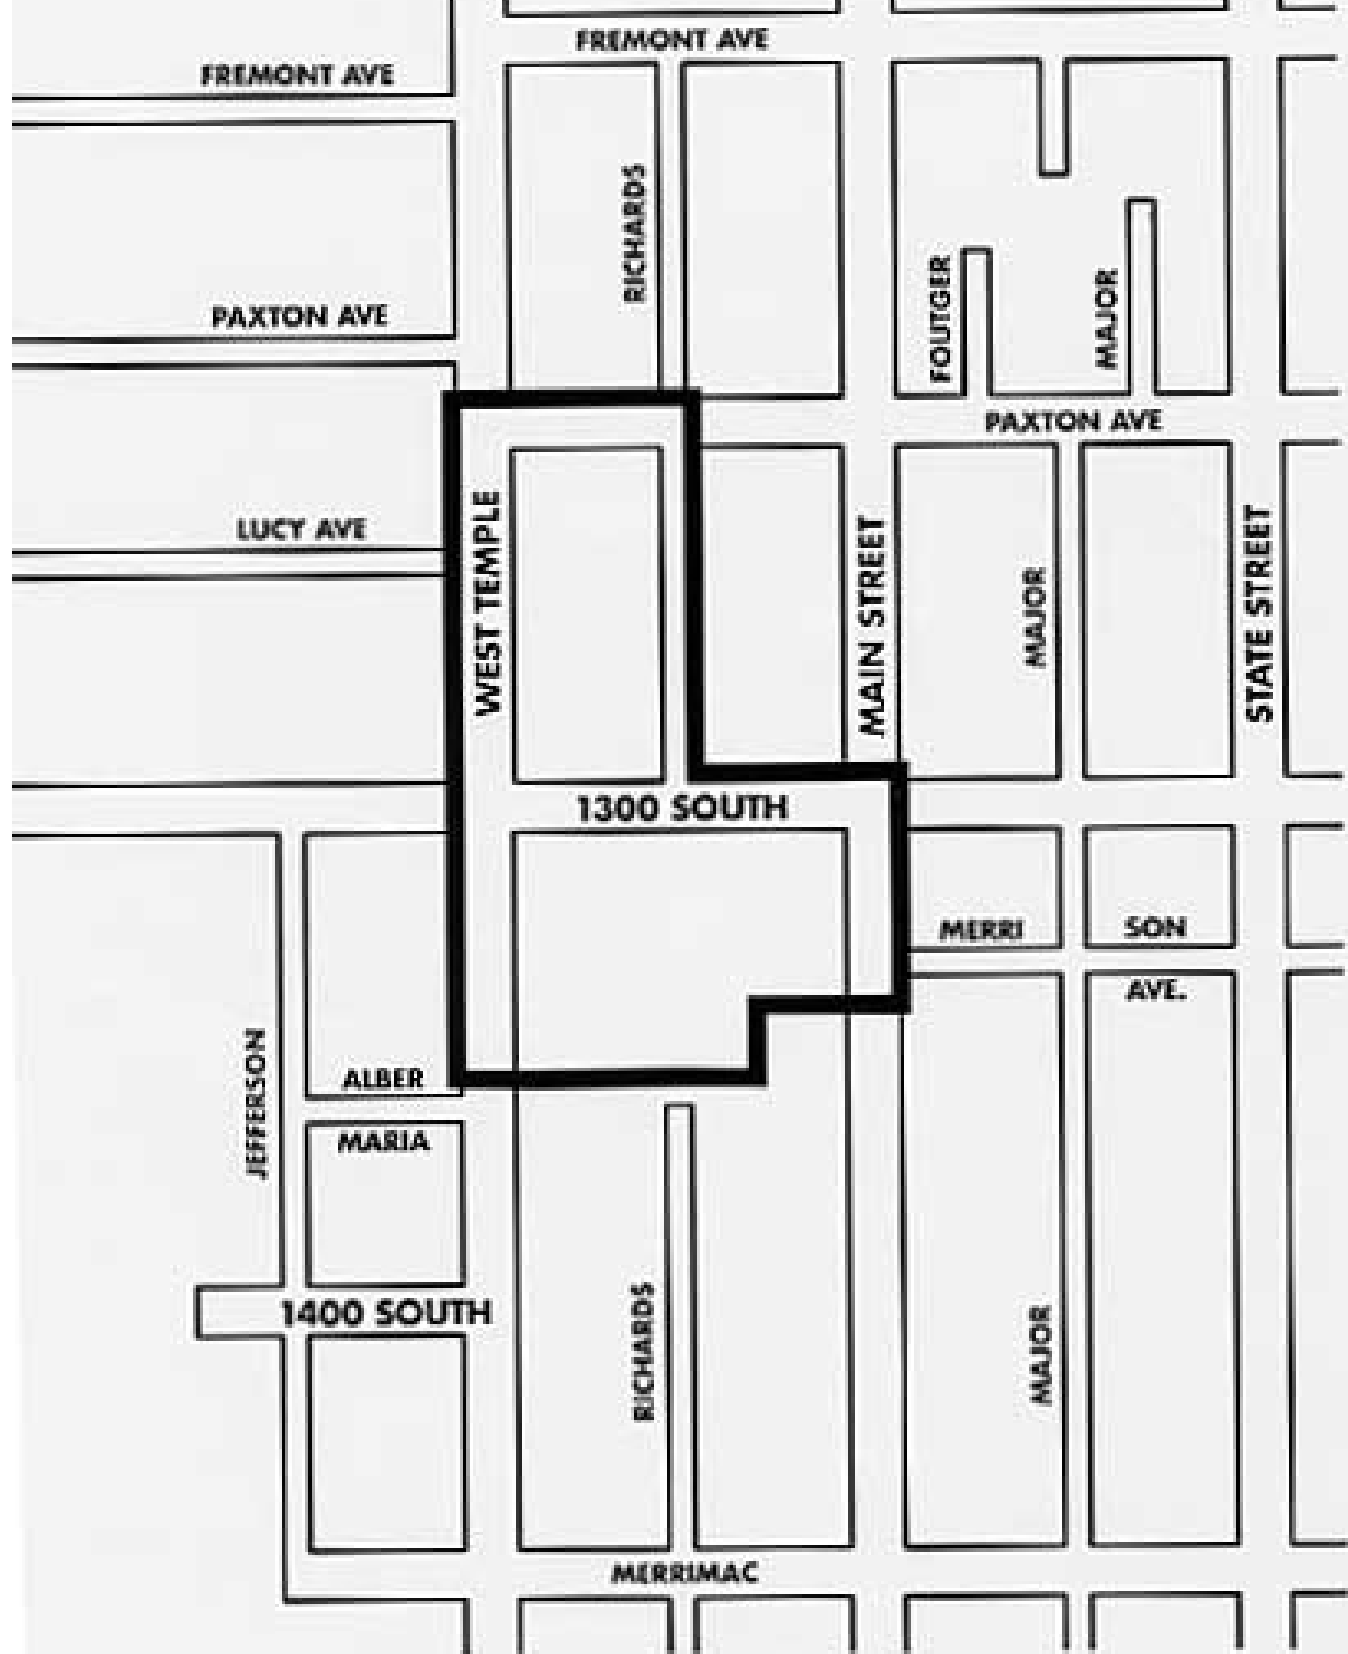 FREMONT AVE
FREMONT AVE
RICHARDS
PAXTON AVE
FOUTGER
MAJOR
PAXTON AVE
LUCY AVE
WEST TEMPLE
MAIN STREET
MAJOR
STATE STREET
1300 SOUTH
MERRI
SON
AVE.
JEFFERSON
ALBER
MARIA
1400 SOUTH
RICHARDS
MAJOR
MERRIMAC